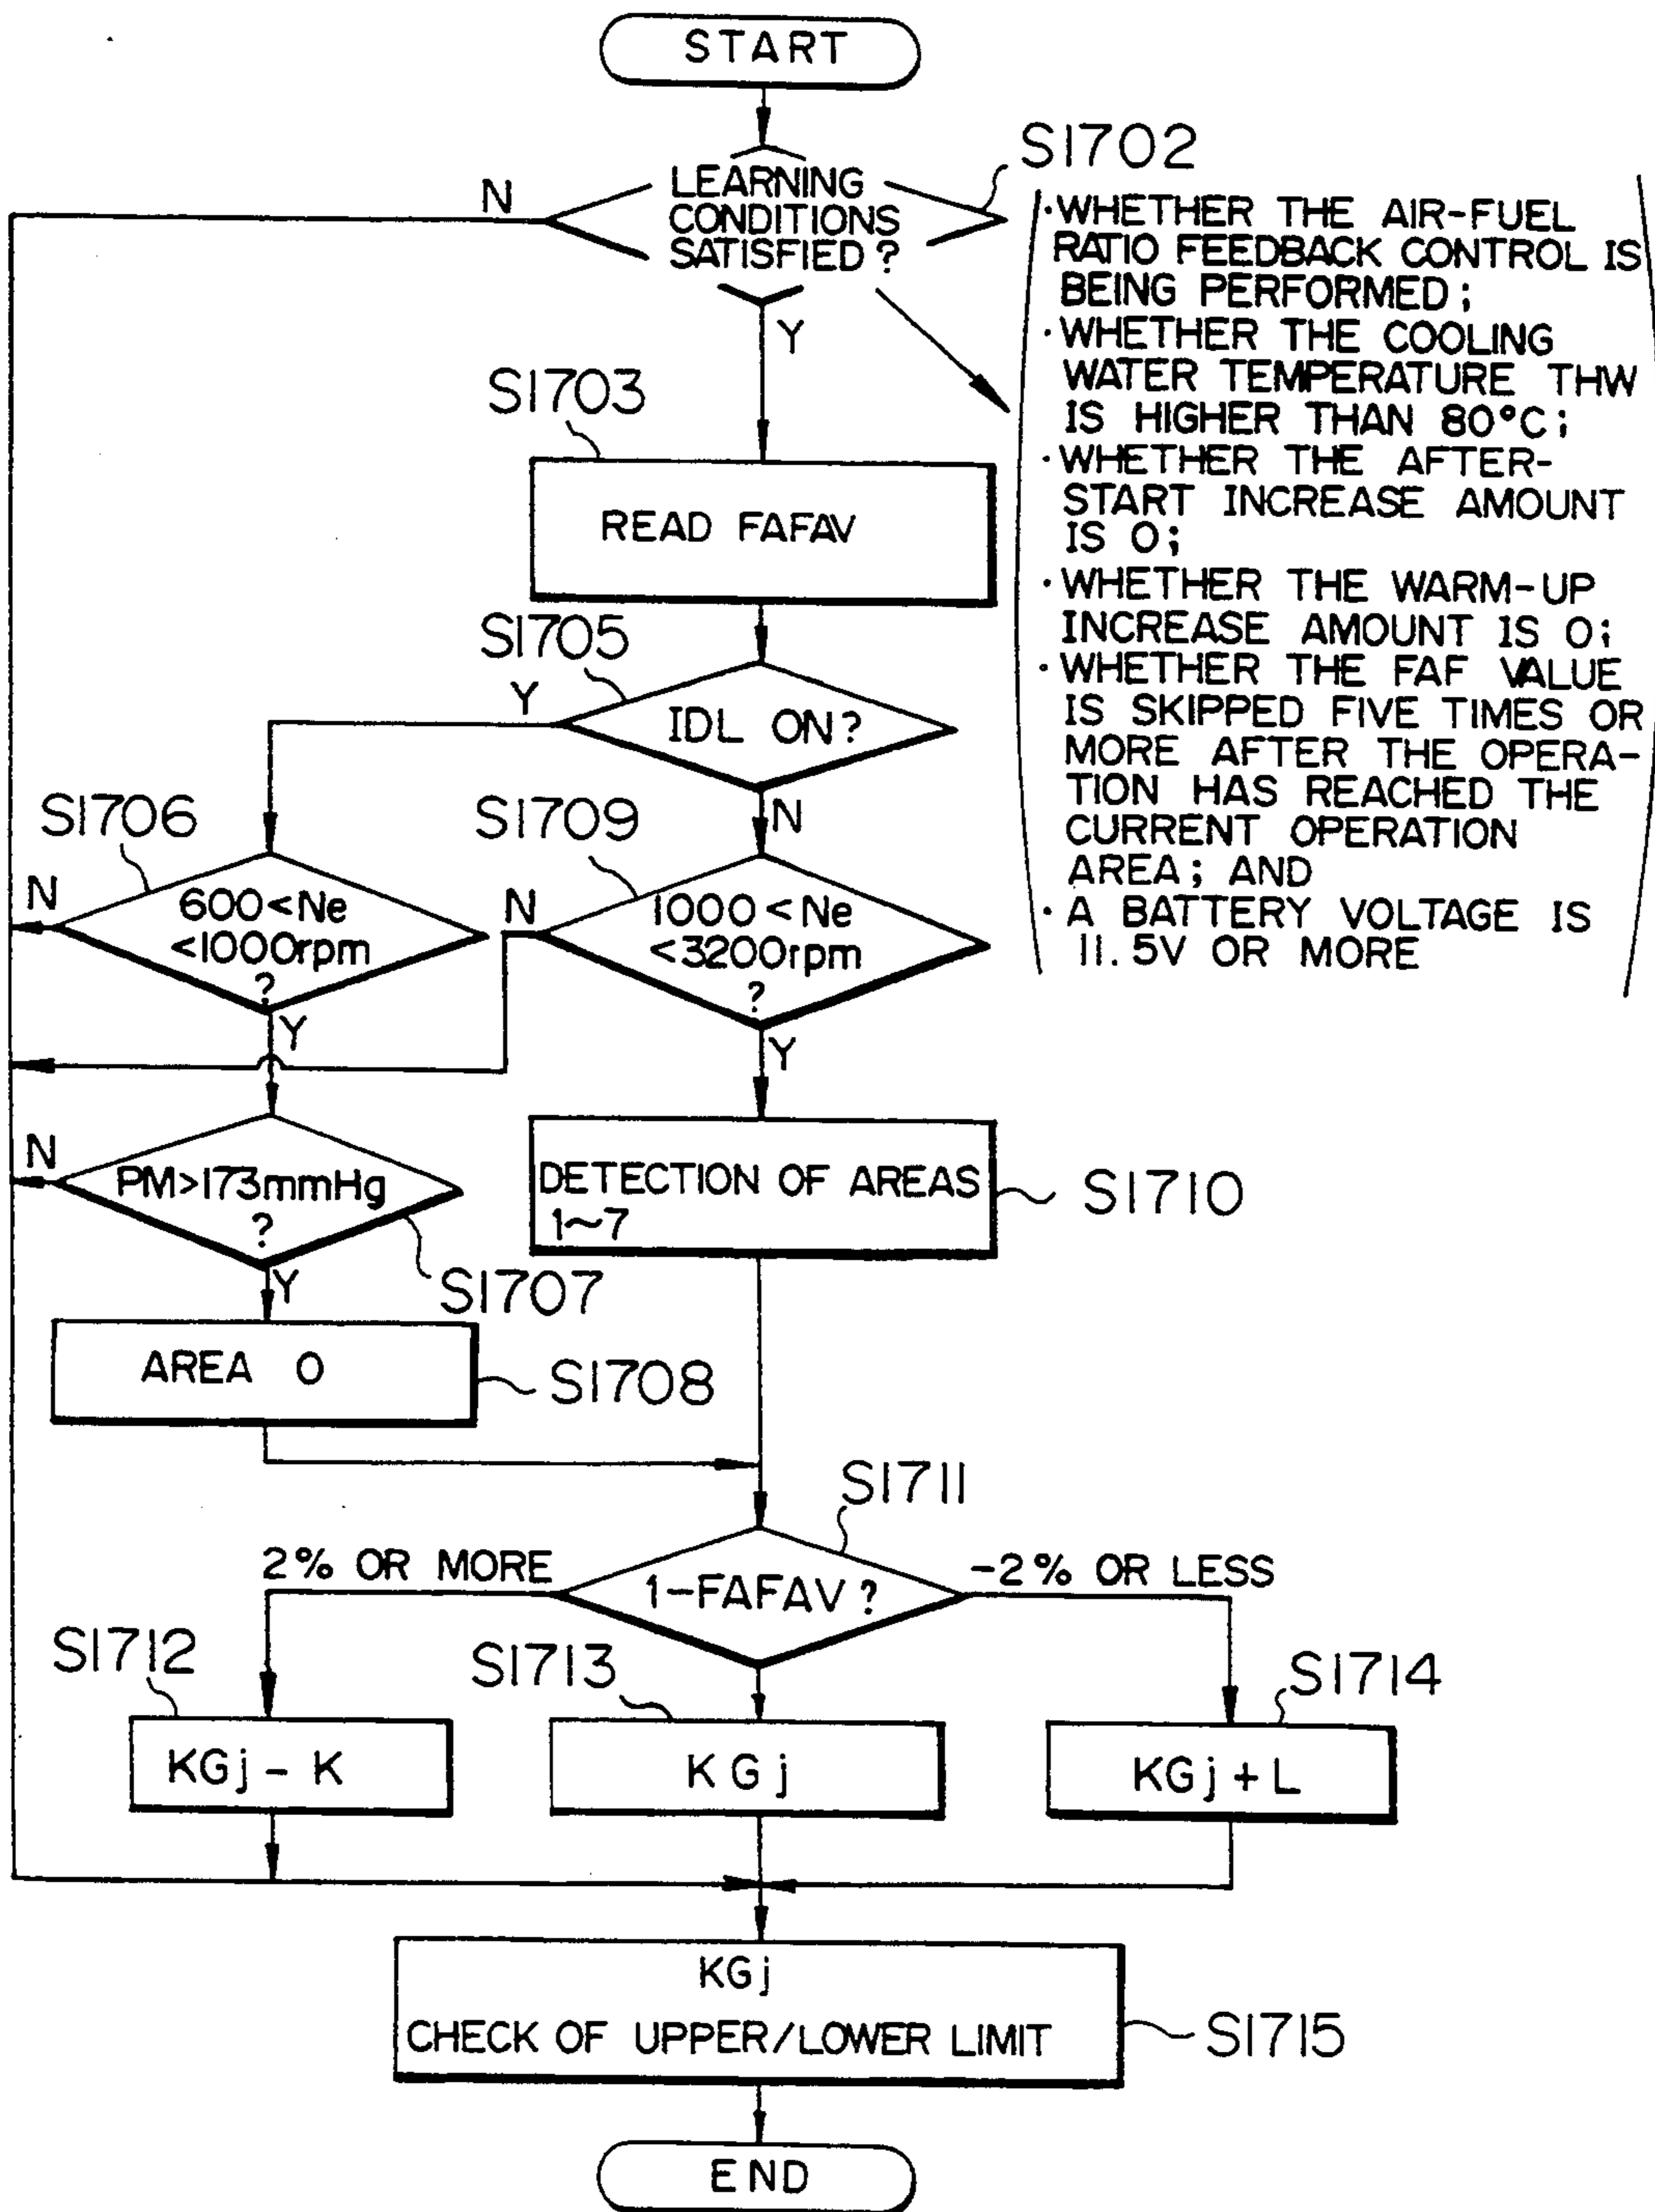 START
S1702
N
LEARNING
CONDITIONS
SATISFIED?
Y
·WHETHER THE AIR-FUEL
RATIO FEEDBACK CONTROL IS
BEING PERFORMED;
·WHETHER THE COOLING
WATER TEMPERATURE THW
IS HIGHER THAN 80°C;
·WHETHER THE AFTER-
START INCREASE AMOUNT
IS 0;
·WHETHER THE WARM-UP
INCREASE AMOUNT IS 0;
·WHETHER THE FAF VALUE
IS SKIPPED FIVE TIMES OR
MORE AFTER THE OPERA-
TION HAS REACHED THE
CURRENT OPERATION
AREA; AND
·A BATTERY VOLTAGE IS
11.5V OR MORE
S1703
READ FAFAV
S1705
Y
IDL ON?
N
S1706
N
600<Ne
<1000rpm
?
Y
S1709
N
1000<Ne
<3200rpm
?
Y
N
PM>173mmHg
?
Y
S1707
DETECTION OF AREAS
1~7
S1710
AREA 0
S1708
S1711
2% OR MORE
1-FAFAV?
-2% OR LESS
S1712
KGj - K
S1713
KGj
S1714
KGj + L
KGj
CHECK OF UPPER/LOWER LIMIT
S1715
END